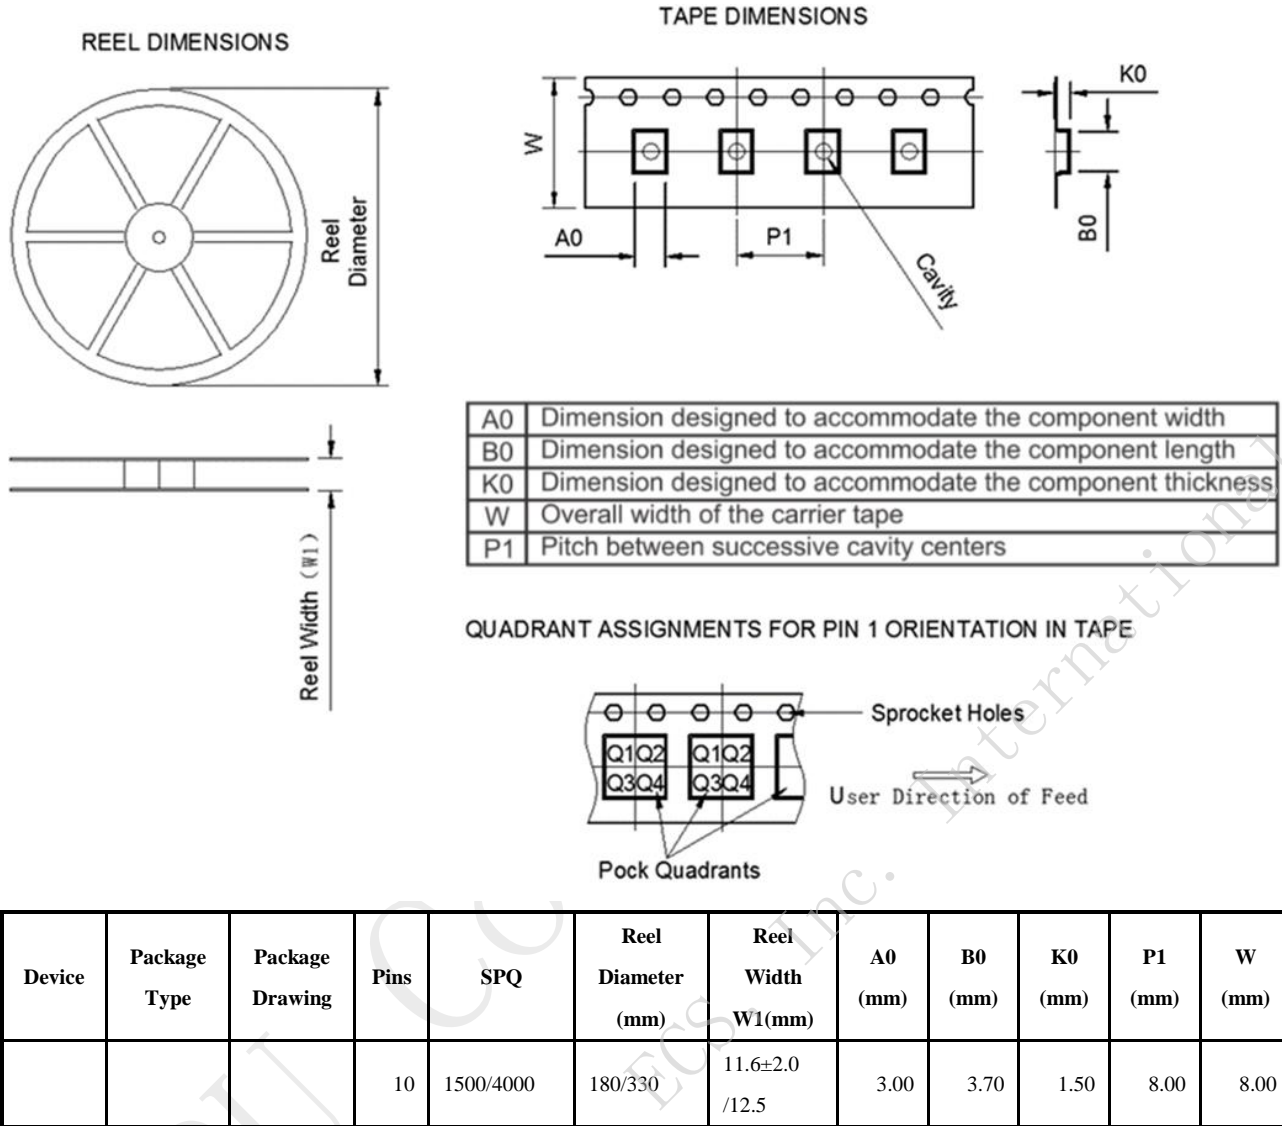 REEL DIMENSIONS
TAPE DIMENSIONS
Reel
Diameter
W
A0
P1
Cavity
K0
B0
Reel Width (W1)
A0 Dimension designed to accommodate the component width
B0 Dimension designed to accommodate the component length
K0 Dimension designed to accommodate the component thickness
W Overall width of the carrier tape
P1 Pitch between successive cavity centers
QUADRANT ASSIGNMENTS FOR PIN 1 ORIENTATION IN TAPE
Sprocket Holes
Q1 Q2 Q1 Q2
Q3 Q4 Q3 Q4
User Direction of Feed
Pock Quadrants
Device Package Type Package Drawing Pins SPQ Reel Diameter (mm) Reel Width W1(mm) A0 (mm) B0 (mm) K0 (mm) P1 (mm) W (mm)
10 1500/4000 180/330 11.6±2.0 /12.5 3.00 3.70 1.50 8.00 8.00
ECS, Inc. International